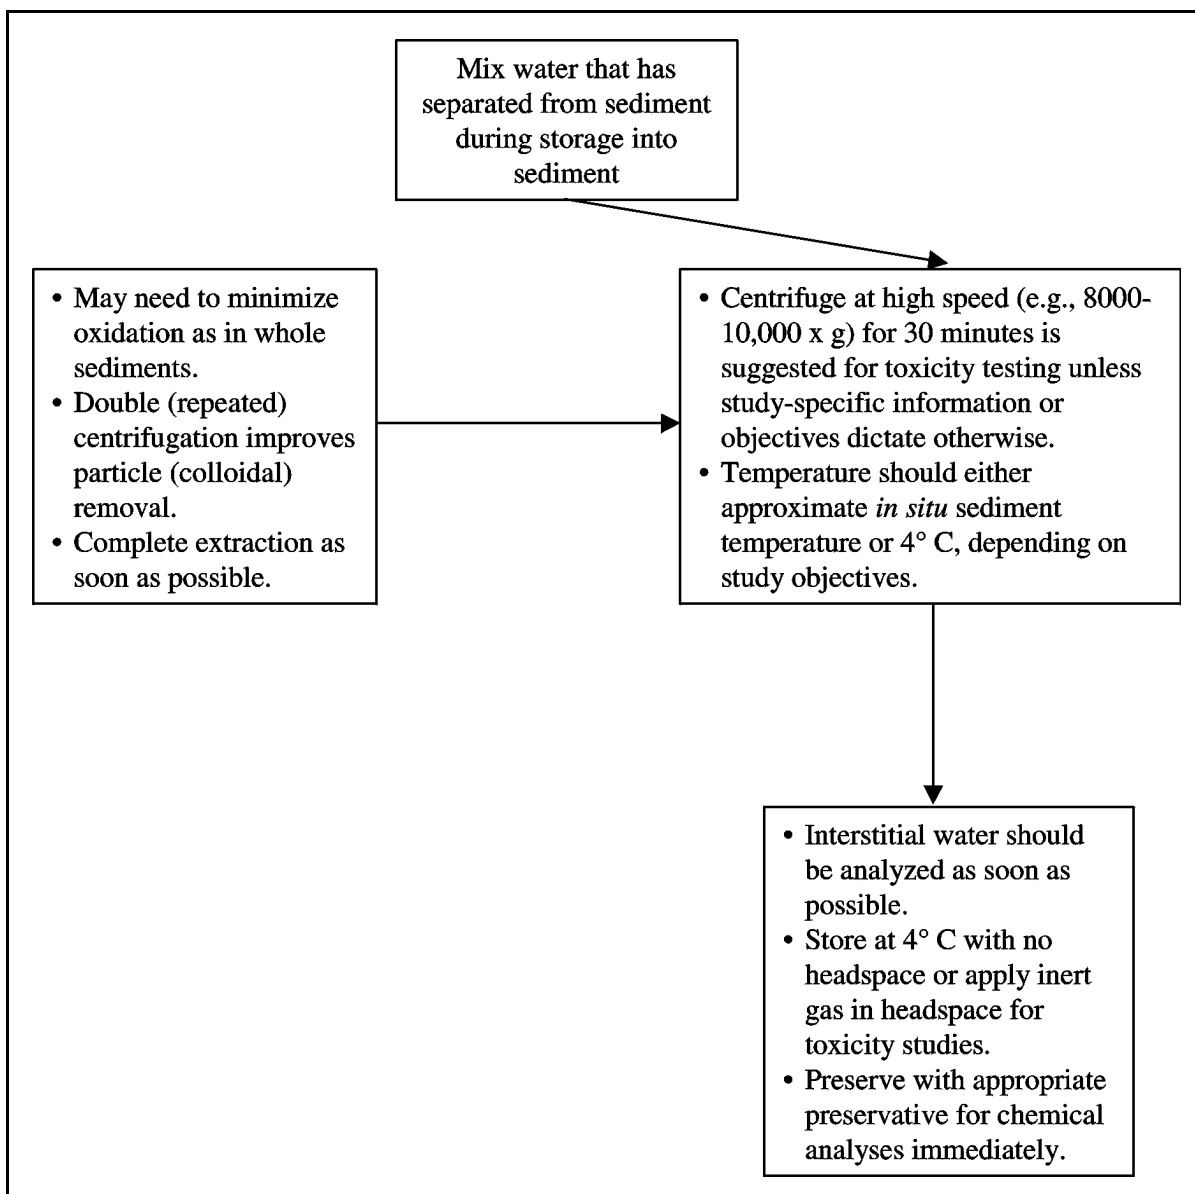 Mix water that has
separated from sediment
during storage into
sediment
• May need to minimize
oxidation as in whole
sediments.
• Double (repeated)
centrifugation improves
particle (colloidal)
removal.
• Complete extraction as
soon as possible.
• Centrifuge at high speed (e.g., 8000-
10,000 x g) for 30 minutes is
suggested for toxicity testing unless
study-specific information or
objectives dictate otherwise.
• Temperature should either
approximate in situ sediment
temperature or 4° C, depending on
study objectives.
• Interstitial water should
be analyzed as soon as
possible.
• Store at 4° C with no
headspace or apply inert
gas in headspace for
toxicity studies.
• Preserve with appropriate
preservative for chemical
analyses immediately.